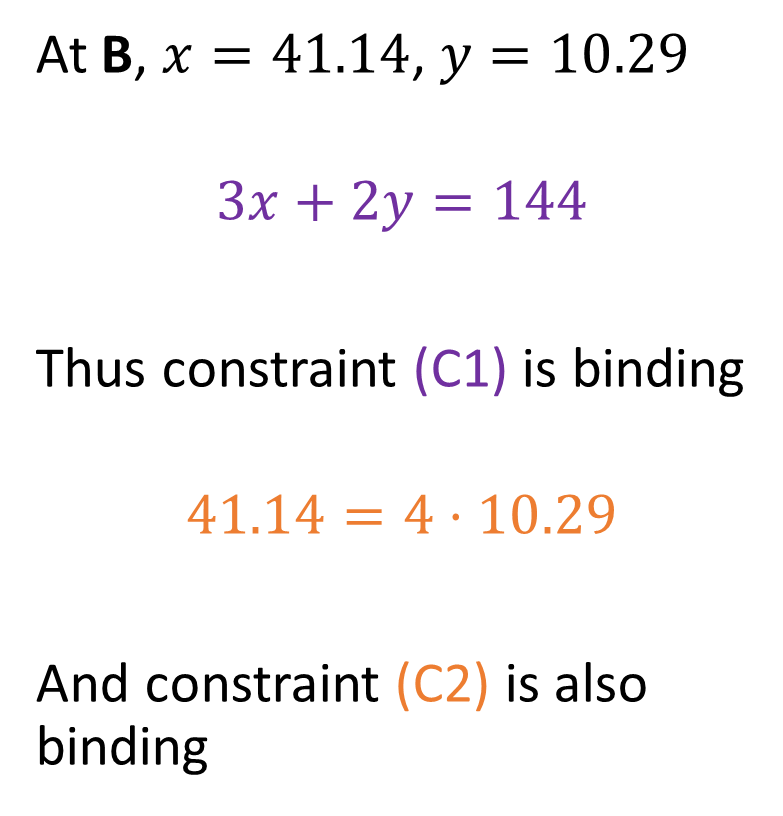 At B, x = 41.14, y = 10.29
3x + 2y = 144
Thus constraint (C1) is binding
41.14 = 4 · 10.29
And constraint (C2) is also
binding